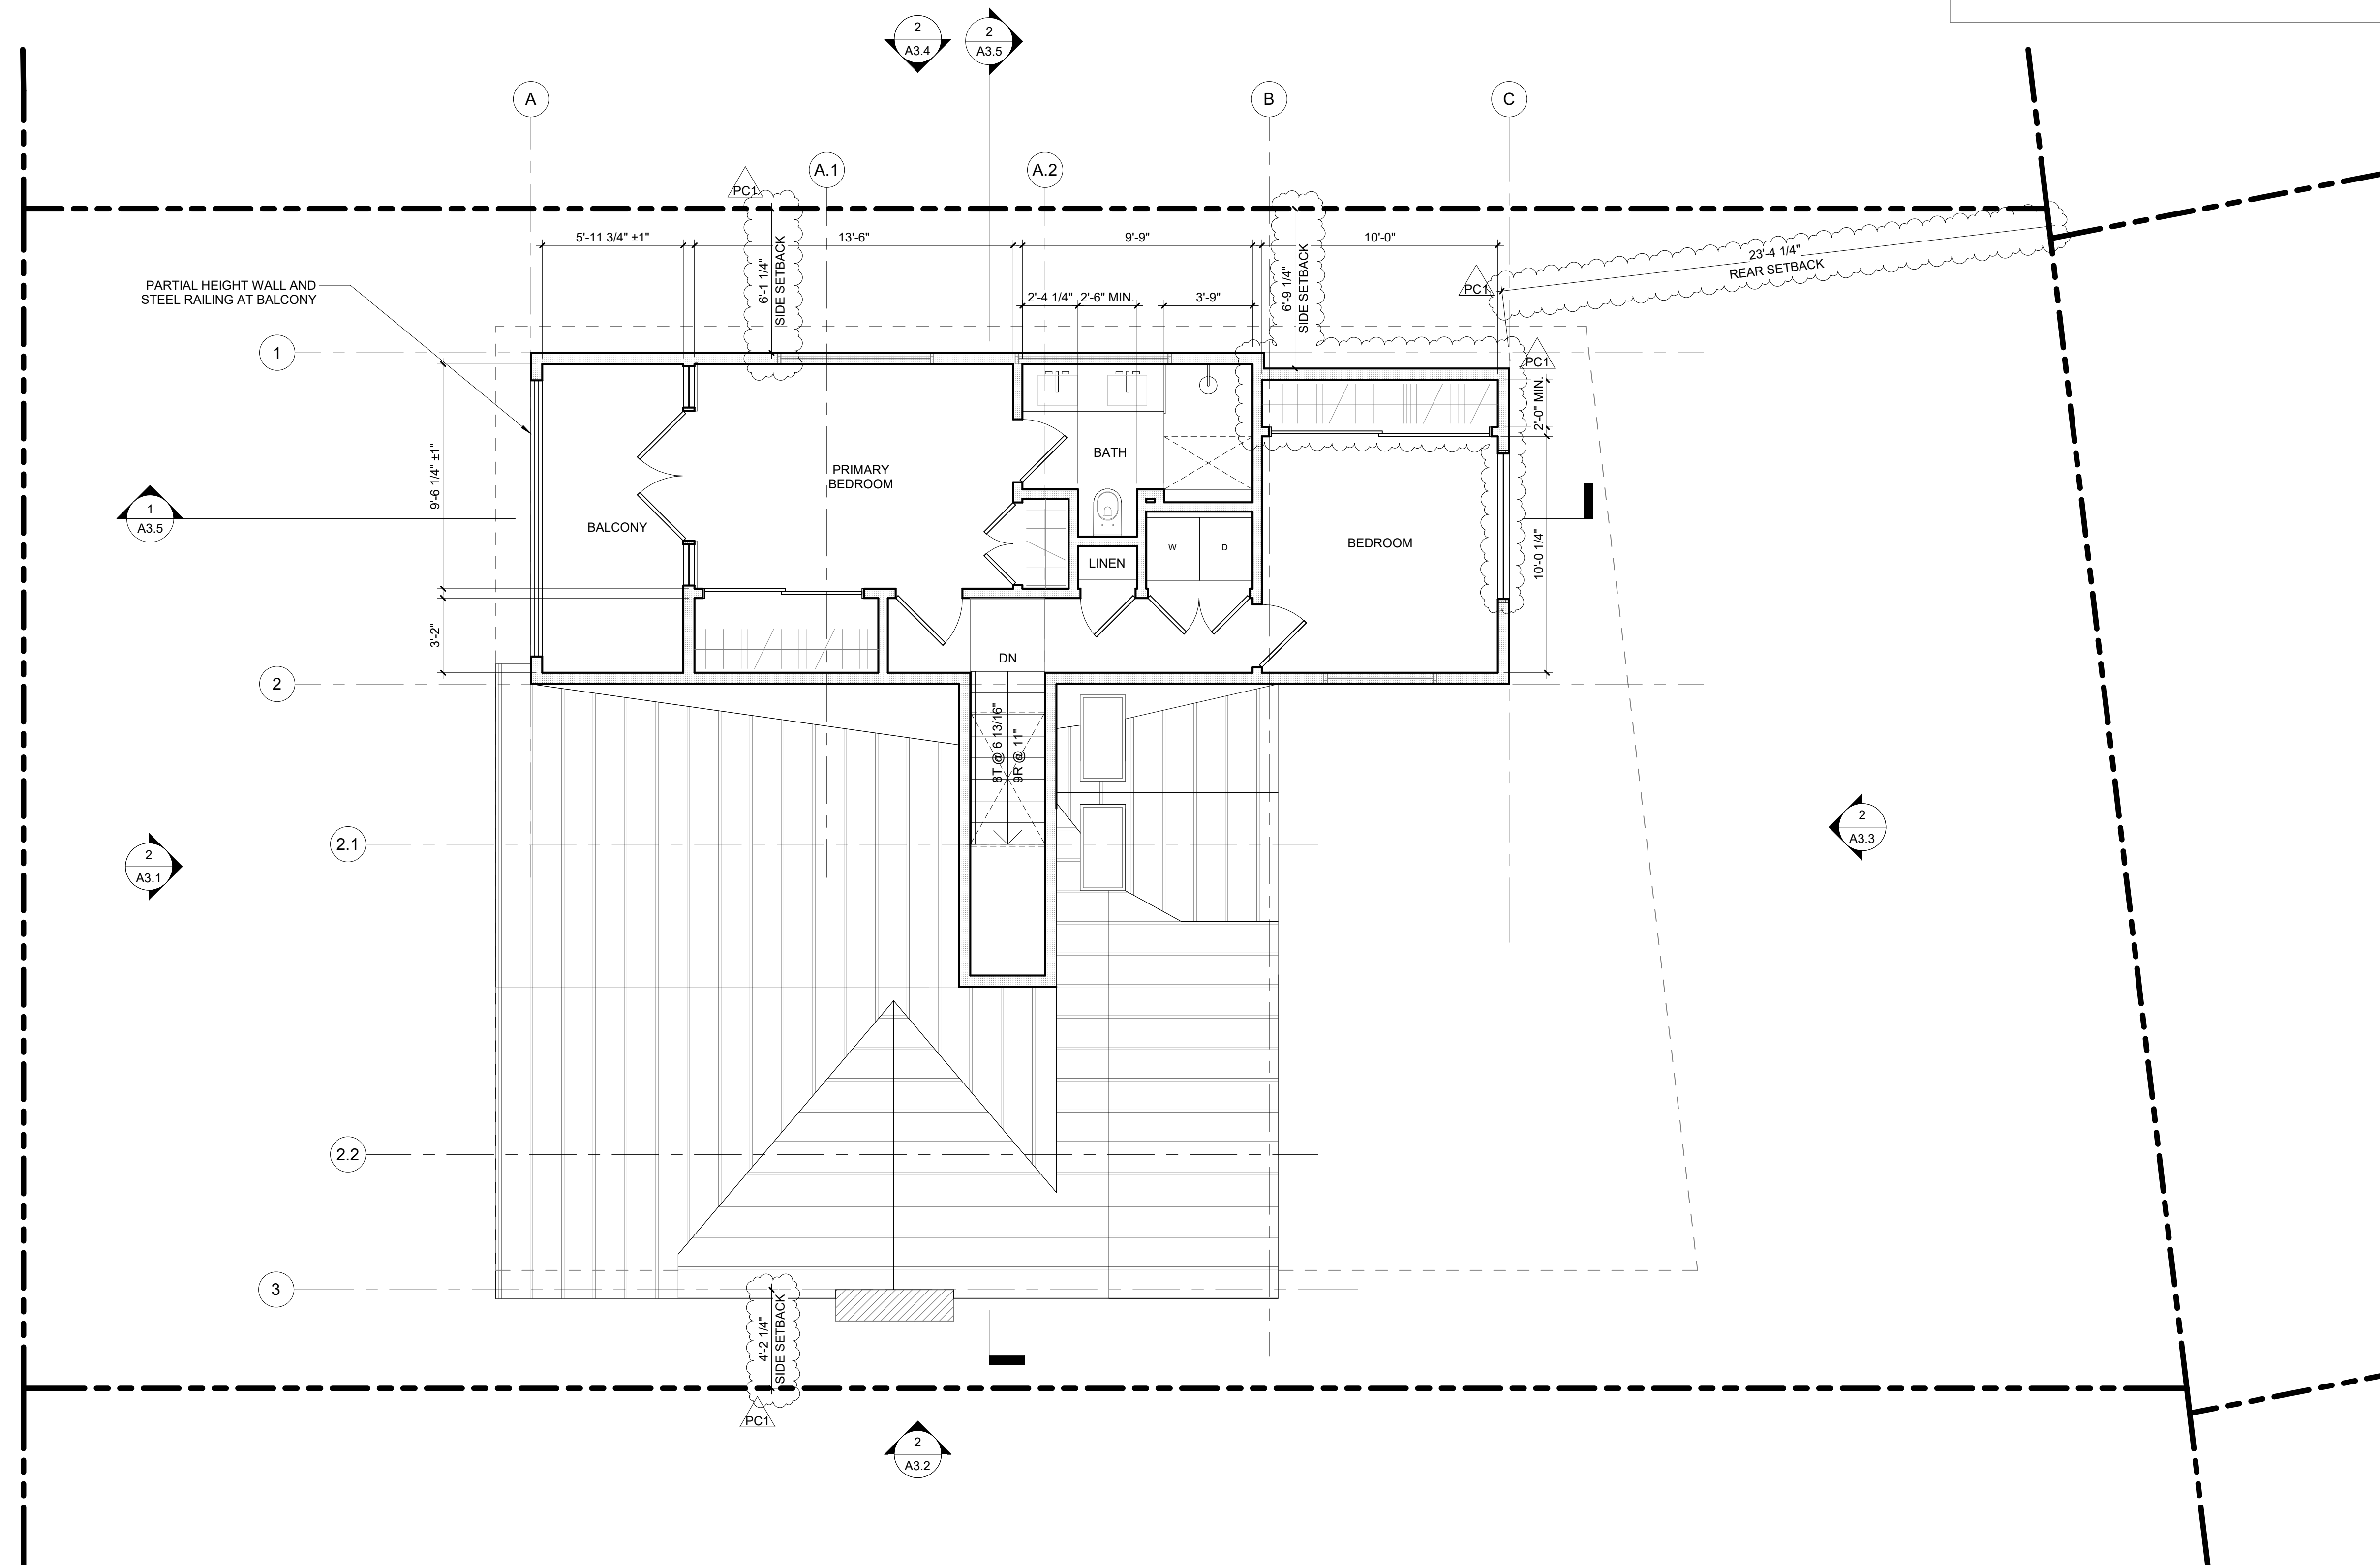 2
A3.4
2
A3.5
A
B
C
A.1
A.2
PC1
5'-11 3/4" ±1"
13'-6"
9'-9"
10'-0"
6'-1 1/4"
SIDE SETBACK
6'-9 1/4"
SIDE SETBACK
23'-4 1/4"
REAR SETBACK
PC1
PARTIAL HEIGHT WALL AND
STEEL RAILING AT BALCONY
2'-4 1/4"
2'-6" MIN.
3'-9"
1
PC1
2'-0" MIN.
9'-6 1/4" ±1"
PRIMARY
BEDROOM
BATH
1
A3.5
BALCONY
BEDROOM
W
D
LINEN
10'-0 1/4"
3'-2"
DN
2
8T @ 6 13/16"
9R @ 11"
2.1
2
A3.1
2
A3.3
2.2
3
4'-2 1/4"
SIDE SETBACK
PC1
2
A3.2